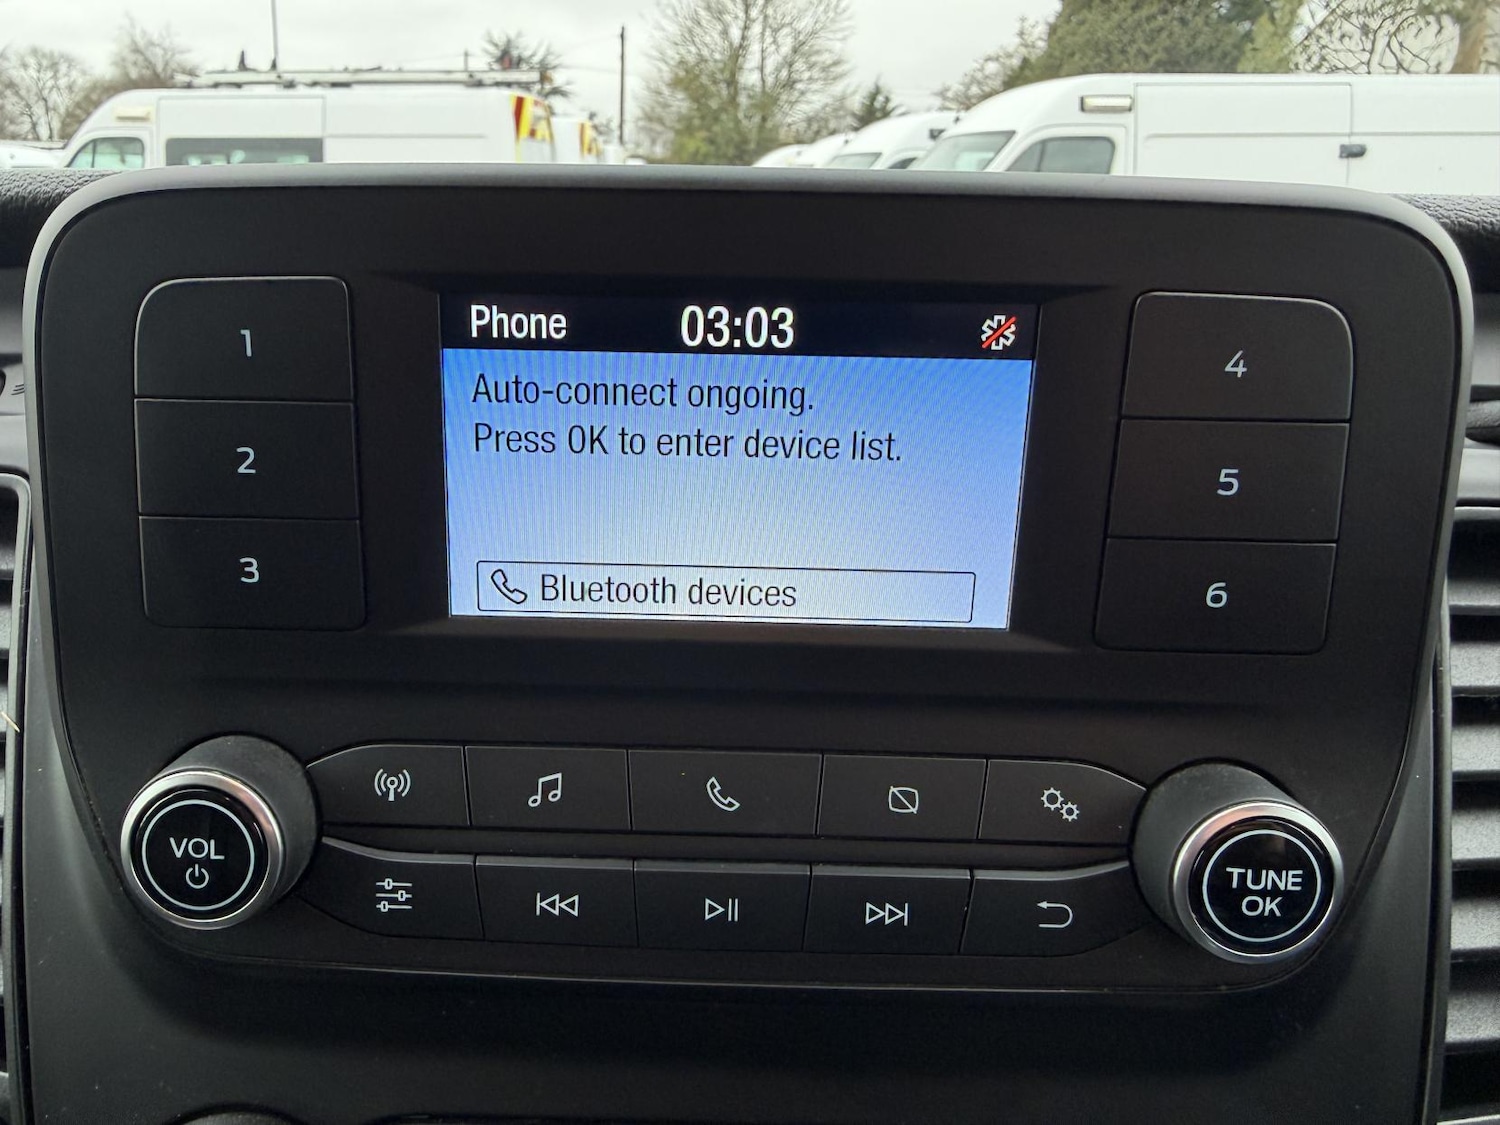 Phone 03:03
Auto-connect ongoing.
Press OK to enter device list.
Bluetooth devices
1
2
3
4
5
6
VOL
TUNE
OK